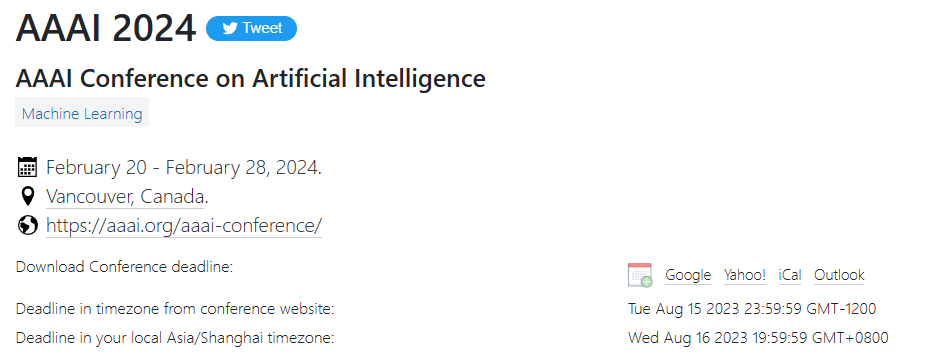 AAAI 2024 Tweet
AAAI Conference on Artificial Intelligence
Machine Learning
February 20 - February 28, 2024.
Vancouver, Canada.
https://aaai.org/aaai-conference/
Download Conference deadline: Google Yahoo! iCal Outlook
Deadline in timezone from conference website: Tue Aug 15 2023 23:59:59 GMT-1200
Deadline in your local Asia/Shanghai timezone: Wed Aug 16 2023 19:59:59 GMT+0800